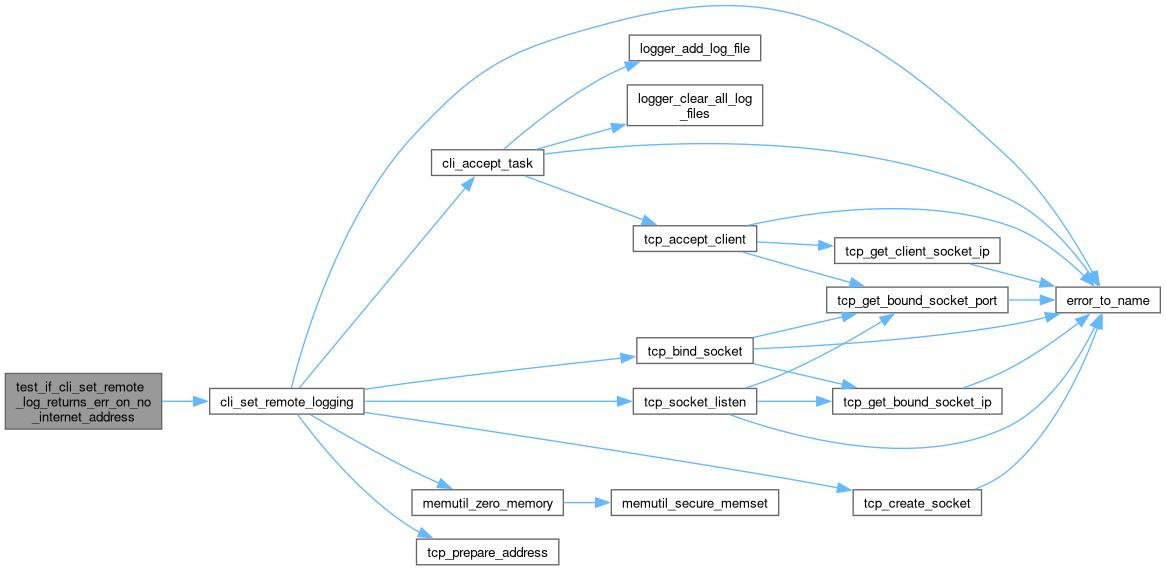 logger_add_log_file
logger_clear_all_log
_files
cli_accept_task
tcp_accept_client
tcp_get_client_socket_ip
tcp_get_bound_socket_port
error_to_name
tcp_bind_socket
test_if_cli_set_remote
_log_returns_err_on_no
_internet_address
cli_set_remote_logging
tcp_socket_listen
tcp_get_bound_socket_ip
memutil_zero_memory
memutil_secure_memset
tcp_create_socket
tcp_prepare_address